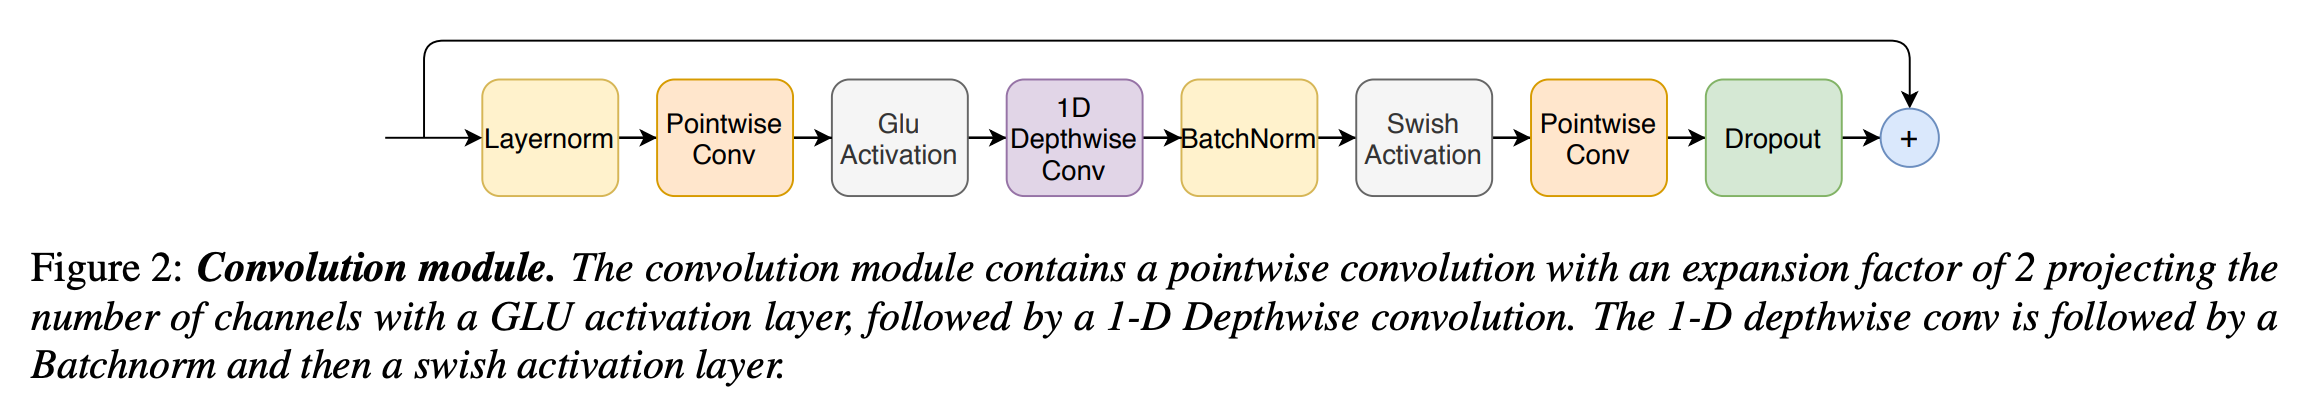 Layernorm
Pointwise
Conv
Glu
Activation
1D
Depthwise
Conv
BatchNorm
Swish
Activation
Pointwise
Conv
Dropout
+
Figure 2: Convolution module. The convolution module contains a pointwise convolution with an expansion factor of 2 projecting the
number of channels with a GLU activation layer, followed by a 1-D Depthwise convolution. The 1-D depthwise conv is followed by a
Batchnorm and then a swish activation layer.